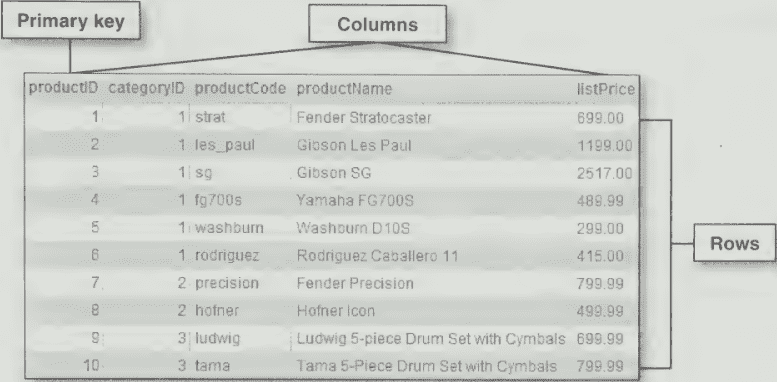 Primary key
Columns
productID categoryID productCode productName listPrice
1 1 strat Fender Stratocaster 699.00
2 1 les_paul Gibson Les Paul 1199.00
3 1 sg Gibson SG 2517.00
4 1 fg700s Yamaha FG700S 489.99
5 1 washburn Washburn D10S 299.00
6 1 rodriguez Rodriguez Caballero 11 415.00
7 2 precision Fender Precision 799.99
8 2 hofner Hofner Icon 499.99
9 3 ludwig Ludwig 5-piece Drum Set with Cymbals 699.99
10 3 tama Tama 5-Piece Drum Set with Cymbals 799.99
Rows